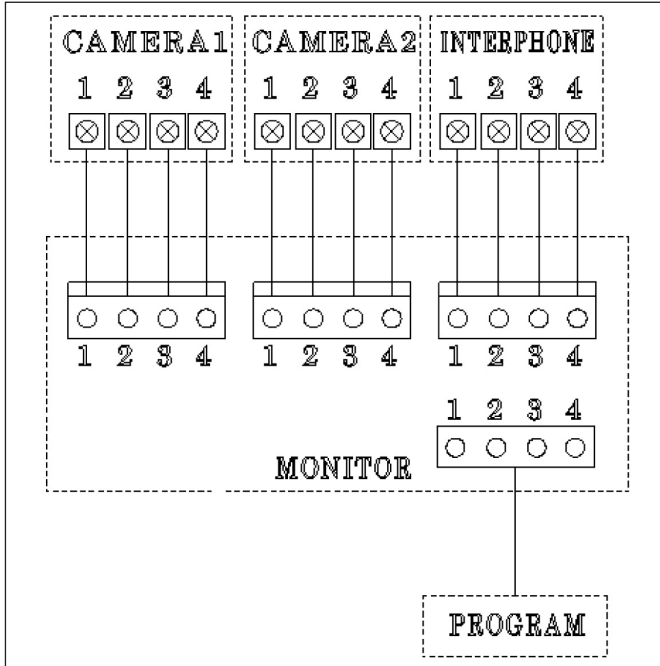 CAMERA1 CAMERA2 INTERPHONE
1 2 3 4 1 2 3 4 1 2 3 4
1 2 3 4 1 2 3 4 1 2 3 4
1 2 3 4
MONITOR
PROGRAM